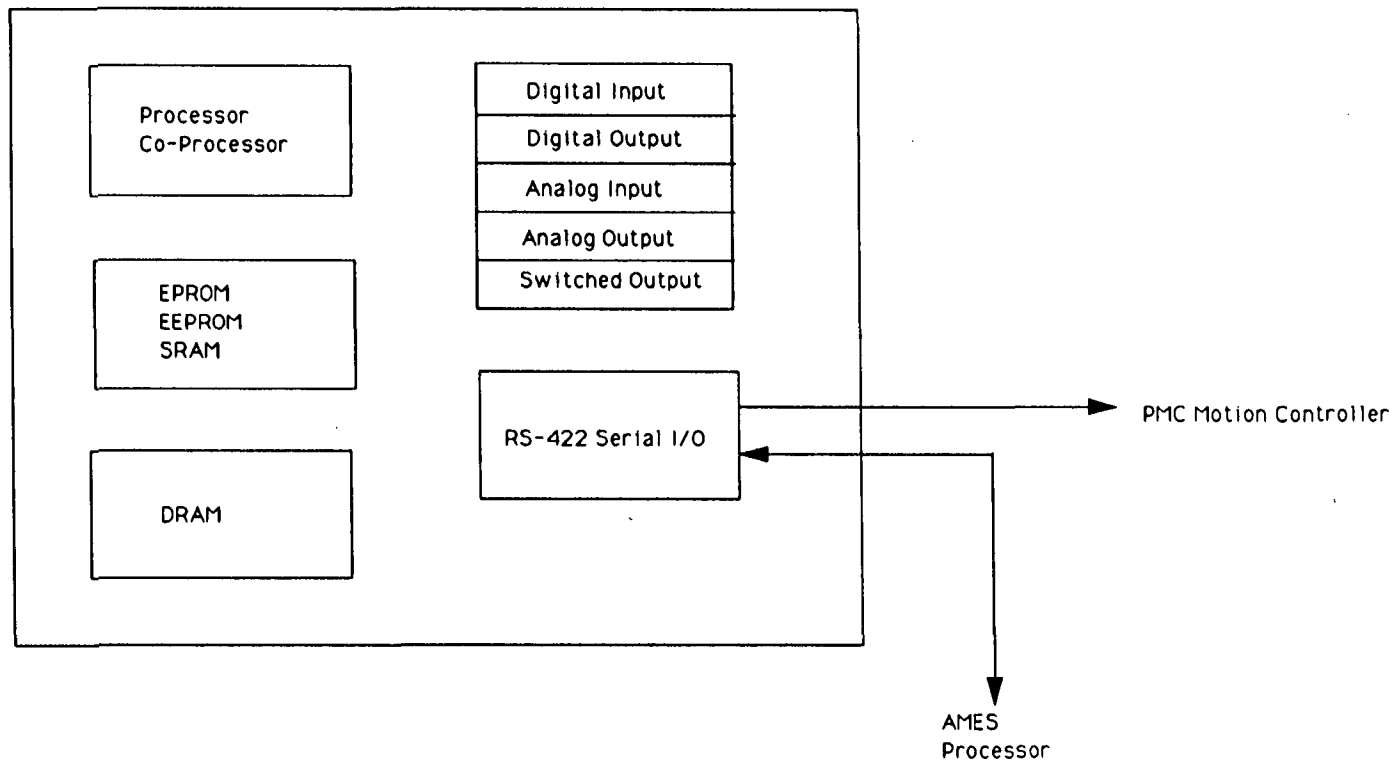 Processor
Co-Processor
EPROM
EEPROM
SRAM
DRAM
Digital Input
Digital Output
Analog Input
Analog Output
Switched Output
RS-422 Serial I/O
PMC Motion Controller
AMES
Processor